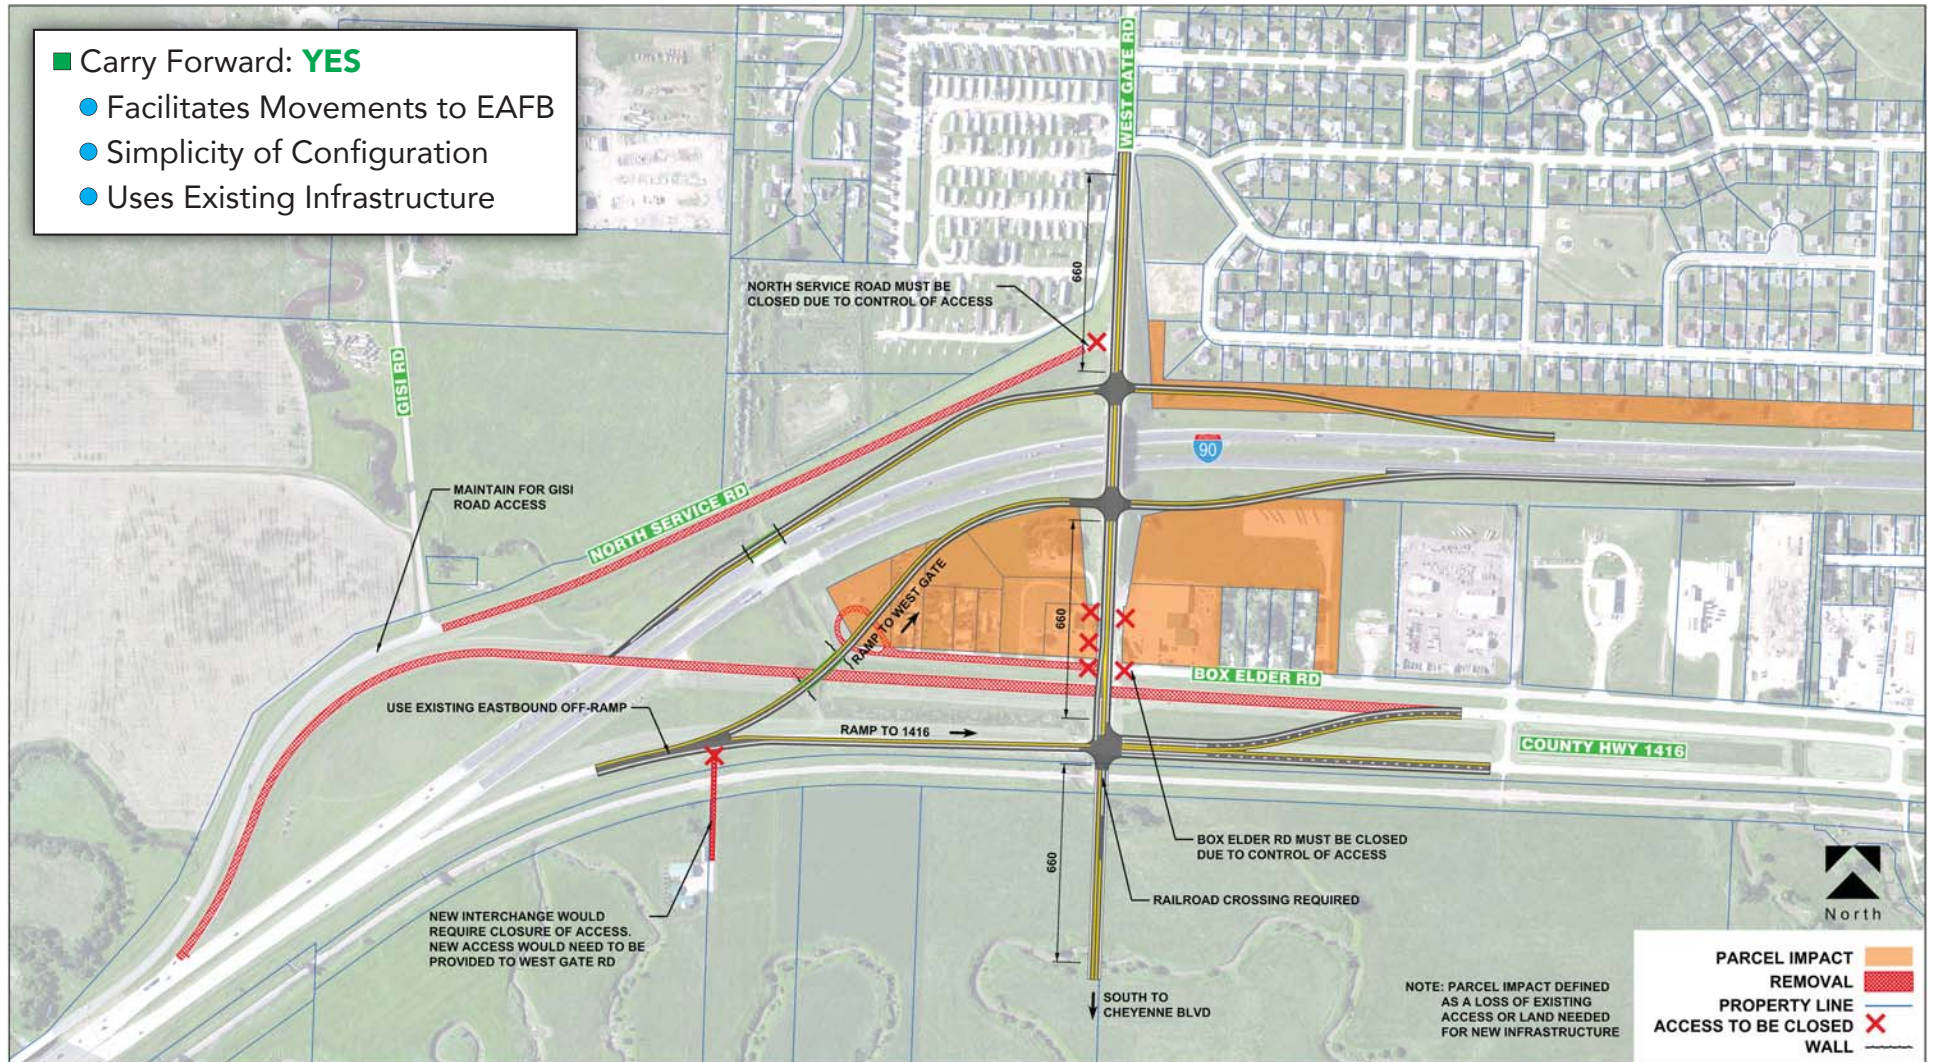 Carry Forward: YES
Facilitates Movements to EAFB
Simplicity of Configuration
Uses Existing Infrastructure
WEST GATE RD
660
NORTH SERVICE ROAD MUST BE
CLOSED DUE TO CONTROL OF ACCESS
GISI RD
90
MAINTAIN FOR GISI
ROAD ACCESS
NORTH SERVICE RD
RAMP TO WEST GATE
660
BOX ELDER RD
USE EXISTING EASTBOUND OFF-RAMP
RAMP TO 1416
COUNTY HWY 1416
660
BOX ELDER RD MUST BE CLOSED
DUE TO CONTROL OF ACCESS
RAILROAD CROSSING REQUIRED
NEW INTERCHANGE WOULD
REQUIRE CLOSURE OF ACCESS.
NEW ACCESS WOULD NEED TO BE
PROVIDED TO WEST GATE RD
SOUTH TO
CHEYENNE BLVD
North
NOTE: PARCEL IMPACT DEFINED
AS A LOSS OF EXISTING
ACCESS OR LAND NEEDED
FOR NEW INFRASTRUCTURE
PARCEL IMPACT
REMOVAL
PROPERTY LINE
ACCESS TO BE CLOSED
WALL